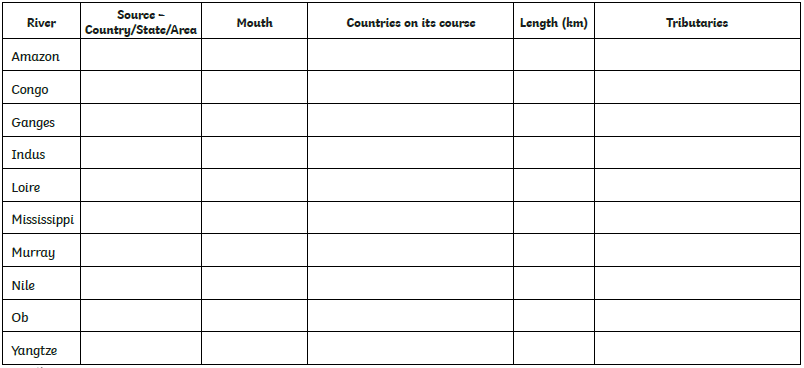 River
Source –
Country/State/Area
Mouth
Countries on its course
Length (km)
Tributaries
Amazon
Congo
Ganges
Indus
Loire
Mississippi
Murray
Nile
Ob
Yangtze